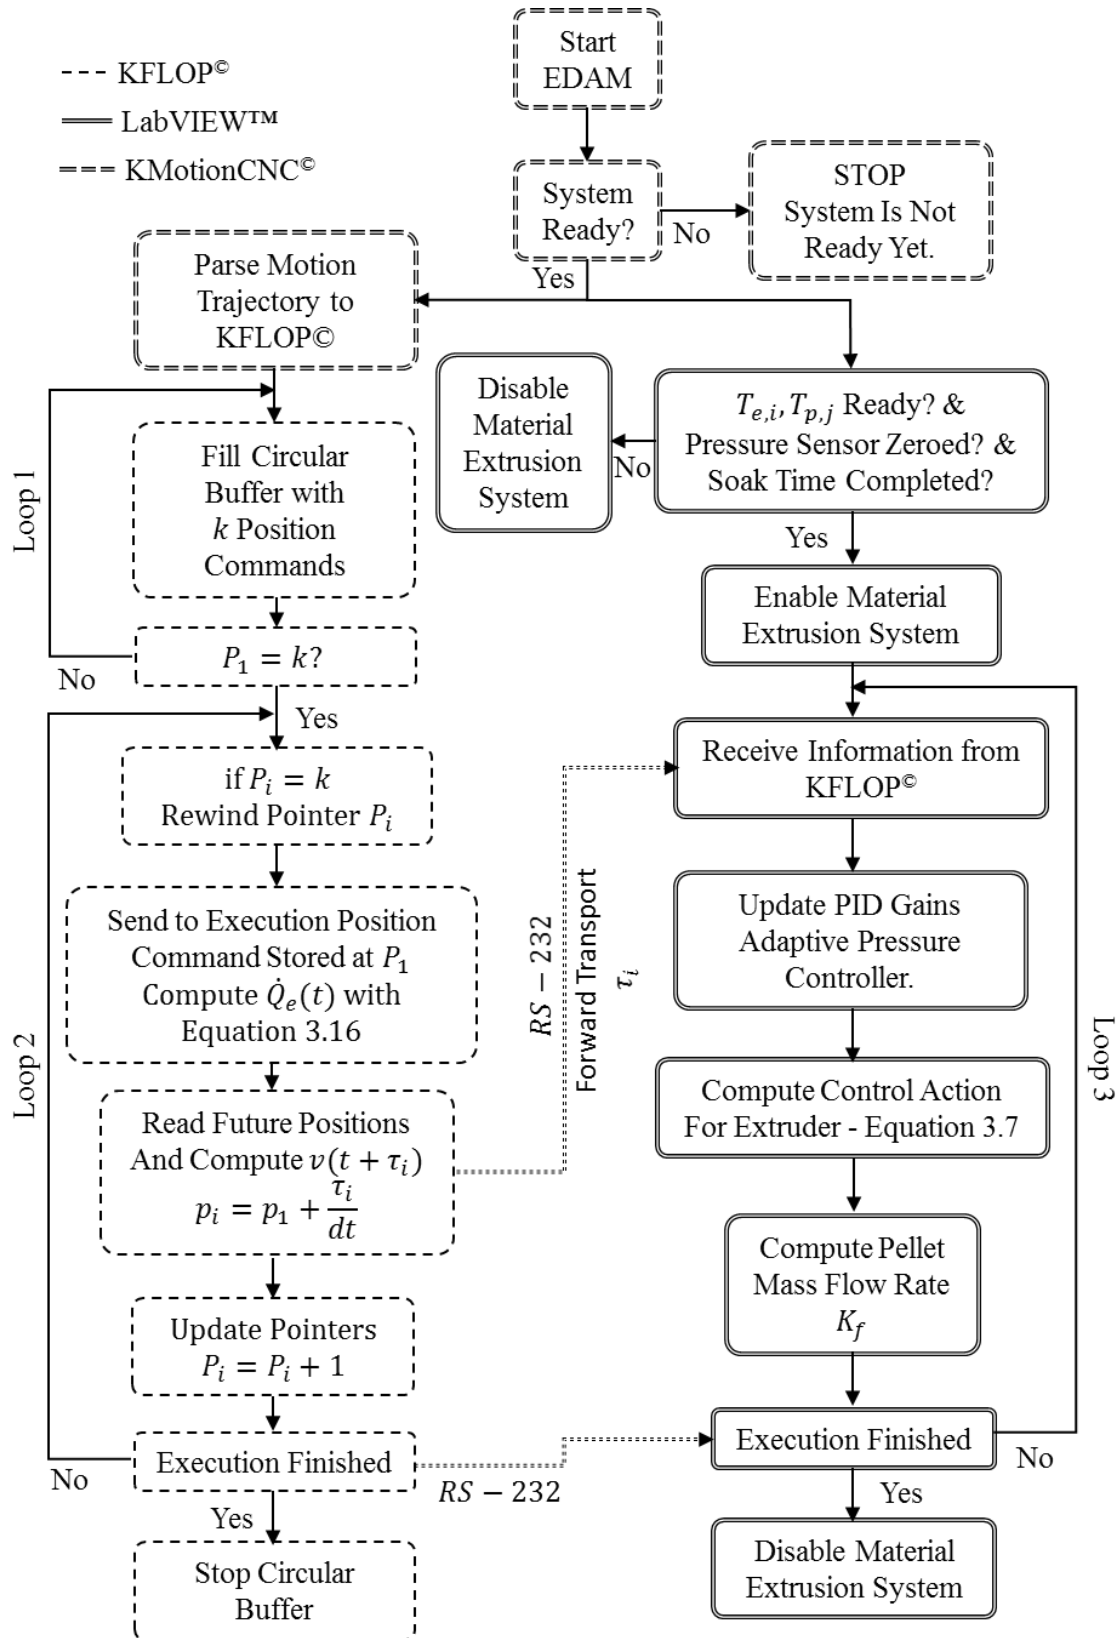 Start
EDAM
KFLOP©
LabVIEW™
KMotionCNC©
System
Ready?
No
STOP
System Is Not
Ready Yet.
Yes
Parse Motion
Trajectory to
KFLOP©
Disable
Material
Extrusion
System
No
T_{e,i}, T_{p,j} Ready? &
Pressure Sensor Zeroed? &
Soak Time Completed?
Yes
Loop 1
Fill Circular
Buffer with
k Position
Commands
Enable Material
Extrusion System
P_1 = k?
No
Yes
Loop 2
if P_i = k
Rewind Pointer P_i
Send to Execution Position
Command Stored at P_1
Compute Q̇_e(t) with
Equation 3.16
Read Future Positions
And Compute v(t + τ_i)
p_i = p_1 + τ_i/dt
Update Pointers
P_i = P_i + 1
Execution Finished
No
Yes
Stop Circular
Buffer
RS − 232
Forward Transport
τ_i
RS − 232
Receive Information from
KFLOP©
Update PID Gains
Adaptive Pressure
Controller.
Compute Control Action
For Extruder - Equation 3.7
Loop 3
Compute Pellet
Mass Flow Rate
K_f
Execution Finished
No
Yes
Disable Material
Extrusion System